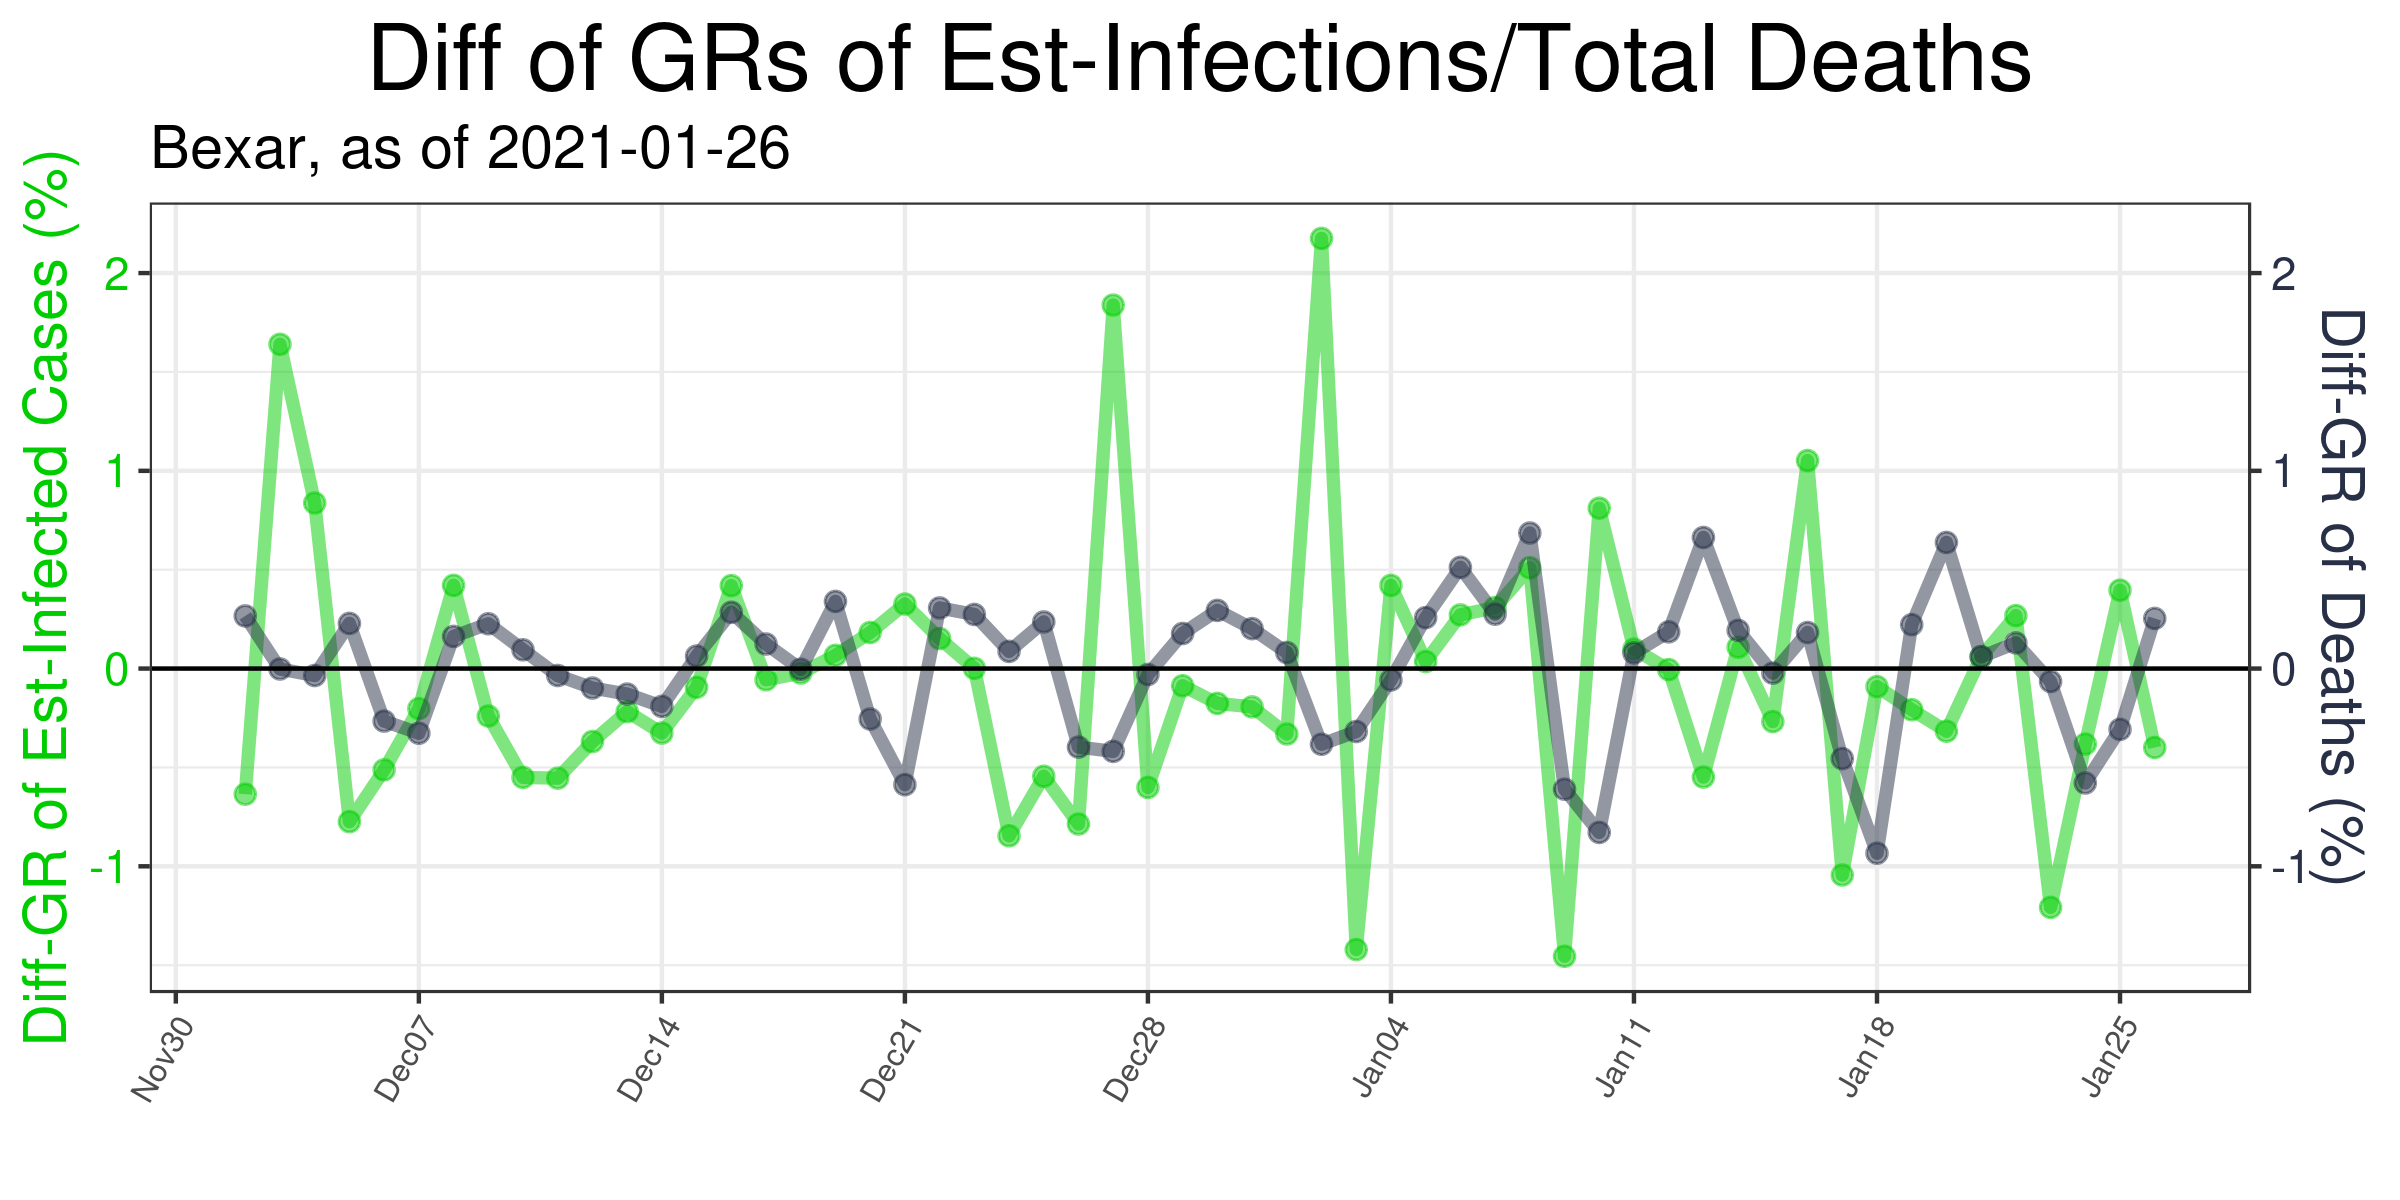 Diff of GRs of Est-Infections/Total Deaths
Bexar, as of 2021-01-26
Diff-GR of Est-Infected Cases (%)
2
1
0
-1
2
1
0
-1
Diff-GR of Deaths (%)
Nov30
Dec07
Dec14
Dec21
Dec28
Jan04
Jan11
Jan18
Jan25